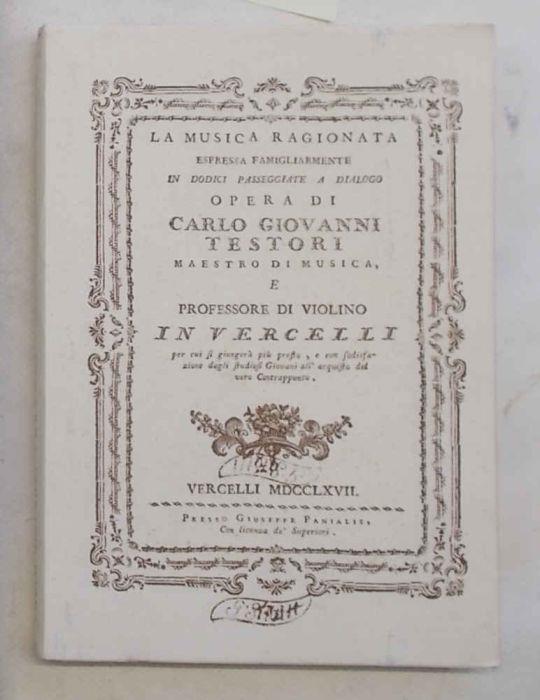 LA MUSICA RAGIONATA
ESPRESSA FAMIGLIARMENTE
IN DODICI PASSEGGIATE A DIALOGO
OPERA DI
CARLO GIOVANNI
TESTORI
MAESTRO DI MUSICA,
E
PROFESSORE DI VIOLINO
IN VERCELLI
per cui si giungerà più presto, e con sodisfa-
zione dagli studiosi Giovani all' acquisto del
vero Contrappunto.
VERCELLI MDCCLXVII.
PRESSO GIUSEPPE PANIALIS,
Con licenza de' Superiori.